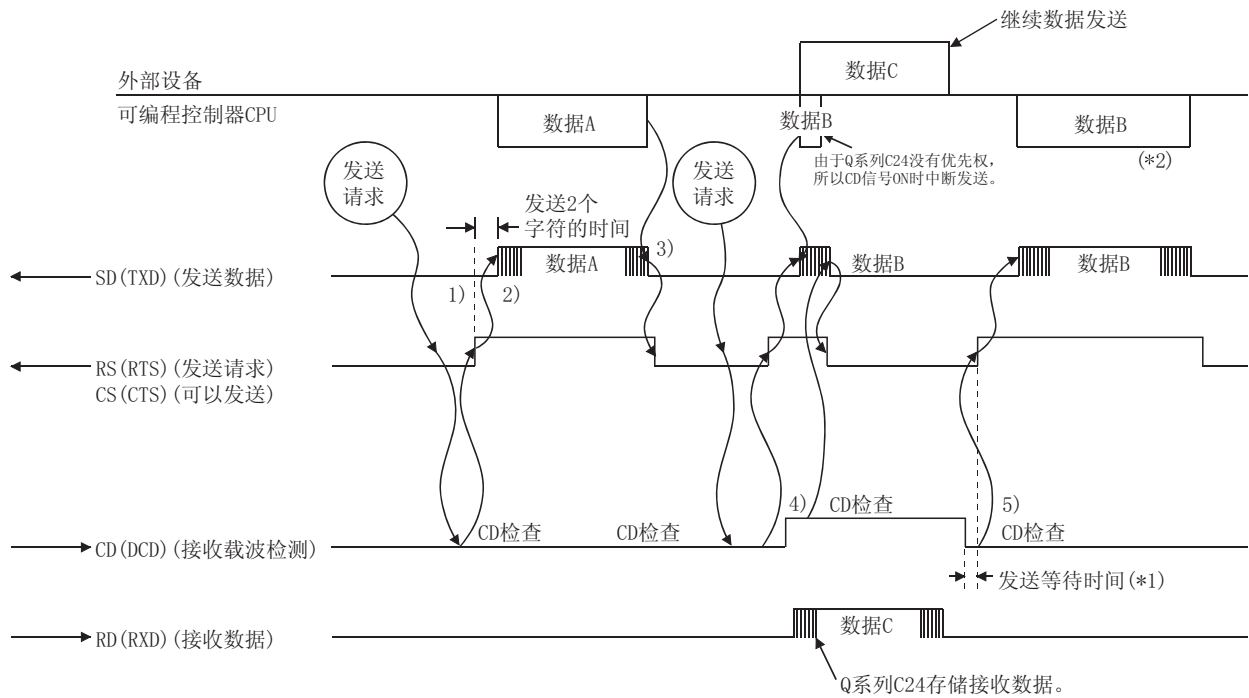 继续数据发送
数据C
外部设备
可编程控制器CPU
数据A
数据B
数据B
(*2)
由于Q系列C24没有优先权，
所以CD信号ON时中断发送。
发送
请求
发送
请求
发送2个
字符的时间
3)
SD(TXD)(发送数据)
数据A
数据B
数据B
1)
2)
RS(RTS)(发送请求)
CS(CTS)(可以发送)
4)
CD检查
5)
CD(DCD)(接收载波检测)
CD检查
CD检查
CD检查
发送等待时间(*1)
RD(RXD)(接收数据)
数据C
Q系列C24存储接收数据。